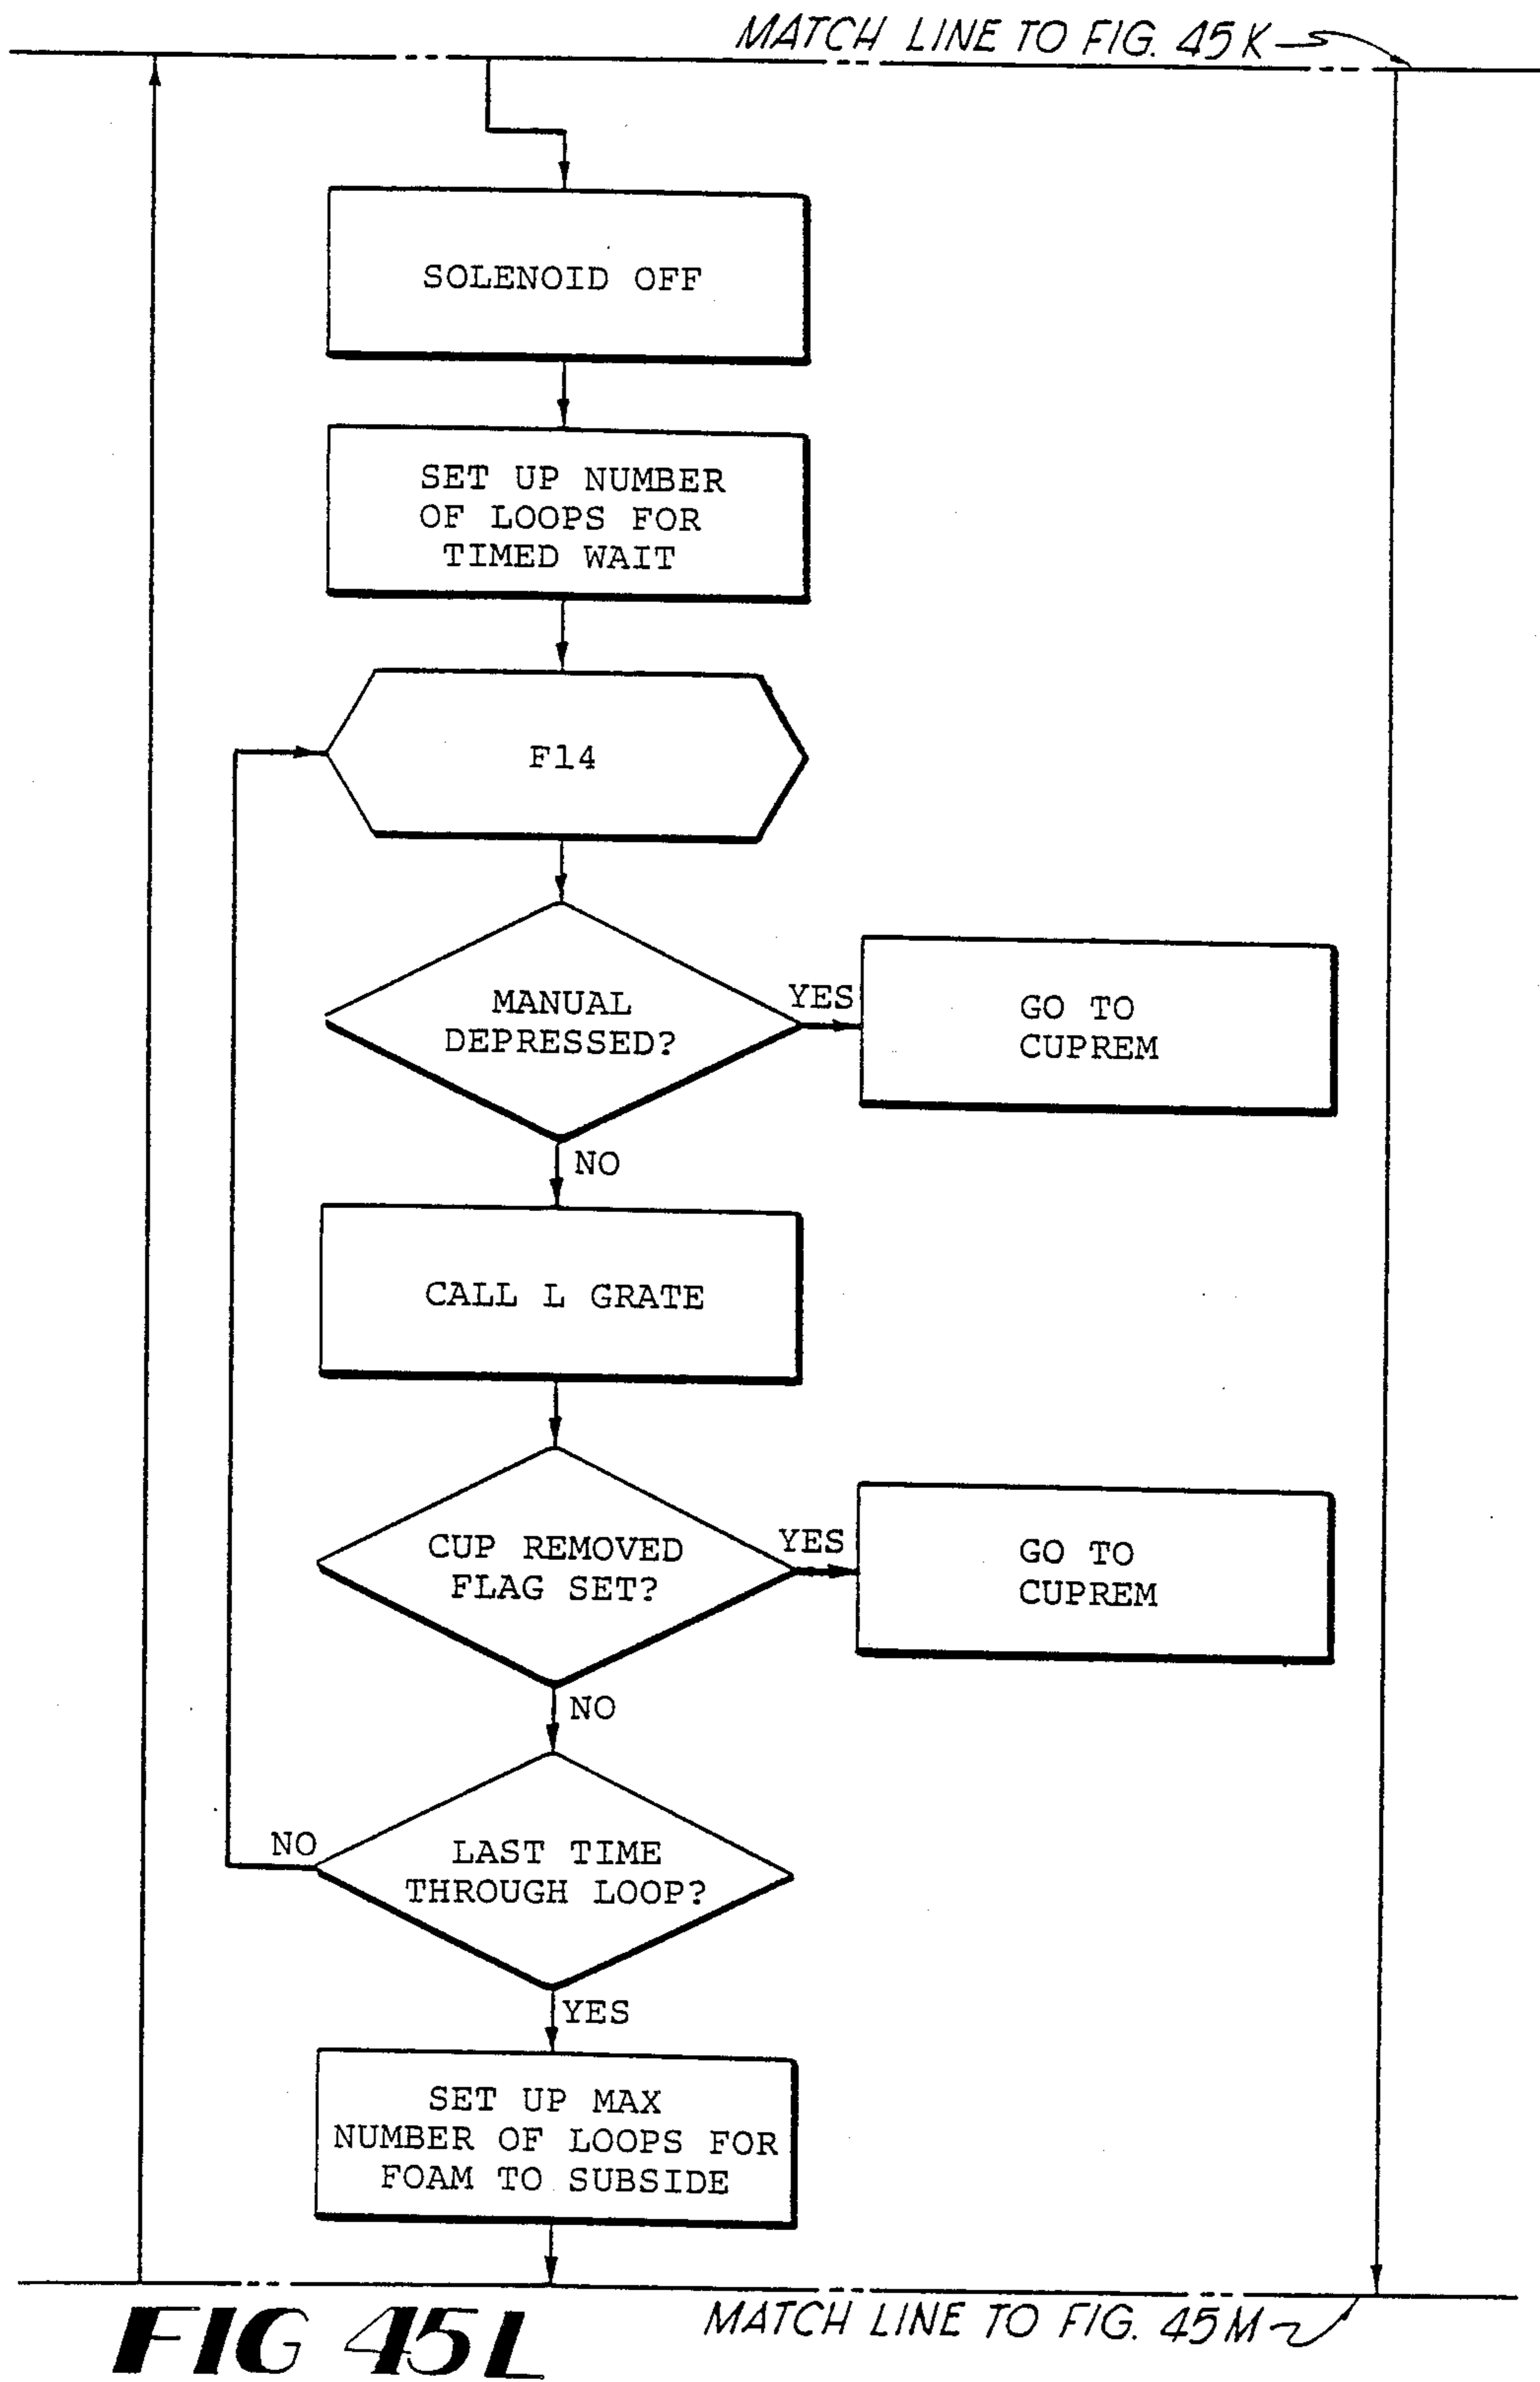 MATCH LINE TO FIG. 45K
SOLENOID OFF
SET UP NUMBER
OF LOOPS FOR
TIMED WAIT
F14
MANUAL
DEPRESSED?
YES
GO TO
CUPREM
NO
CALL L GRATE
CUP REMOVED
FLAG SET?
YES
GO TO
CUPREM
NO
LAST TIME
THROUGH LOOP?
NO
YES
SET UP MAX
NUMBER OF LOOPS FOR
FOAM TO SUBSIDE
MATCH LINE TO FIG. 45M
FIG 45L